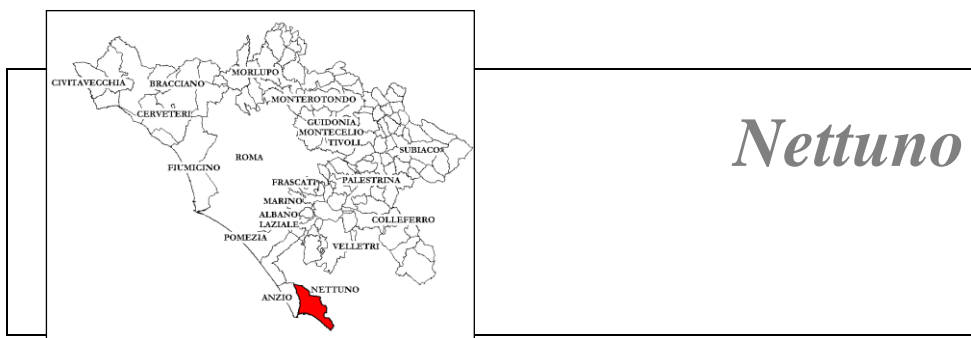 MORLUPO
CIVITAVECCHIA
BRACCIANO
MONTEROTONDO
CERVETERI
GUIDONIA
MONTECELIO
TIVOLI
SUBIACO
ROMA
FIUMICINO
FRASCATI
PALESTRINA
MARINO
ALBANO
LAZIALE
COLLEFERRO
POMEZIA
VELLETRI
NETTUNO
ANZIO
Nettuno